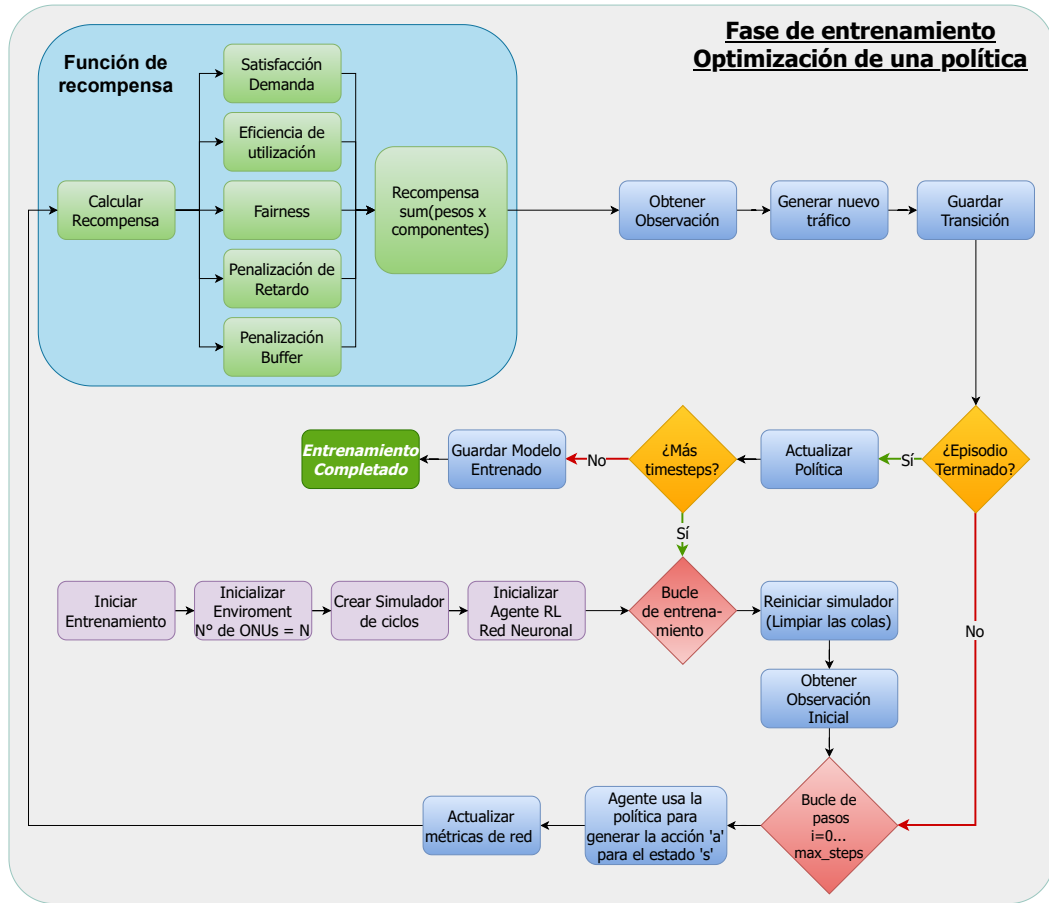 Fase de entrenamiento
Optimización de una política
Función de
recompensa
Calcular
Recompensa
Satisfacción
Demanda
Eficiencia de
utilización
Fairness
Penalización de
Retardo
Penalización
Buffer
Recompensa
sum(pesos x
componentes)
Obtener
Observación
Generar nuevo
tráfico
Guardar
Transición
¿Episodio
Terminado?
Sí
Actualizar
Política
¿Más
timesteps?
No
Guardar Modelo
Entrenado
Entrenamiento
Completado
Sí
No
Iniciar
Entrenamiento
Inicializar
Enviroment
Nº de ONUs = N
Crear Simulador
de ciclos
Inicializar
Agente RL
Red Neuronal
Bucle
de entrena-
miento
Reiniciar simulador
(Limpiar las colas)
Obtener
Observación
Inicial
Bucle de
pasos
i=0...
max_steps
Agente usa la
política para
generar la acción 'a'
para el estado 's'
Actualizar
métricas de red